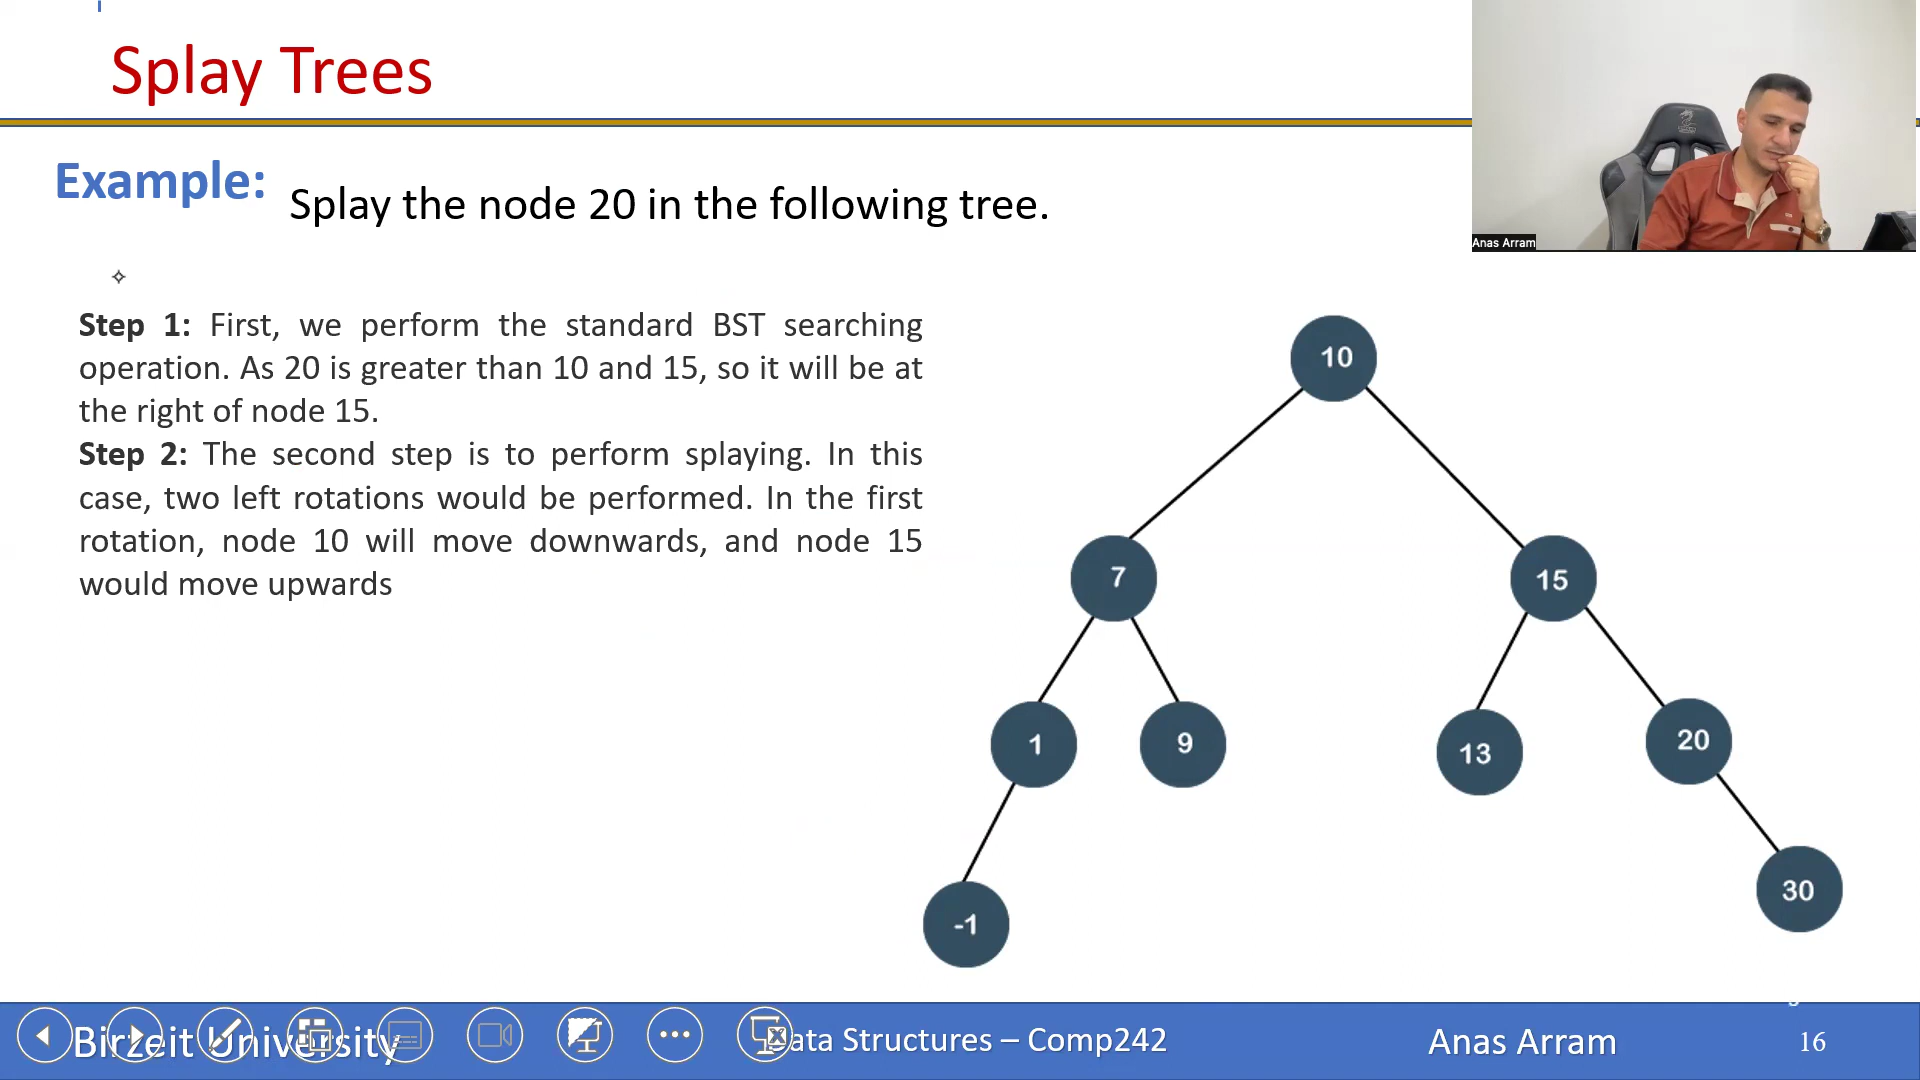 Splay Trees
Example:
Splay the node 20 in the following tree.
Anas Arram
Step 1: First, we perform the standard BST searching
operation. As 20 is greater than 10 and 15, so it will be at
the right of node 15.
Step 2: The second step is to perform splaying. In this
case, two left rotations would be performed. In the first
rotation, node 10 will move downwards, and node 15
would move upwards
10
7
15
1
9
13
20
-1
30
Birzeit University
Data Structures – Comp242
Anas Arram
16